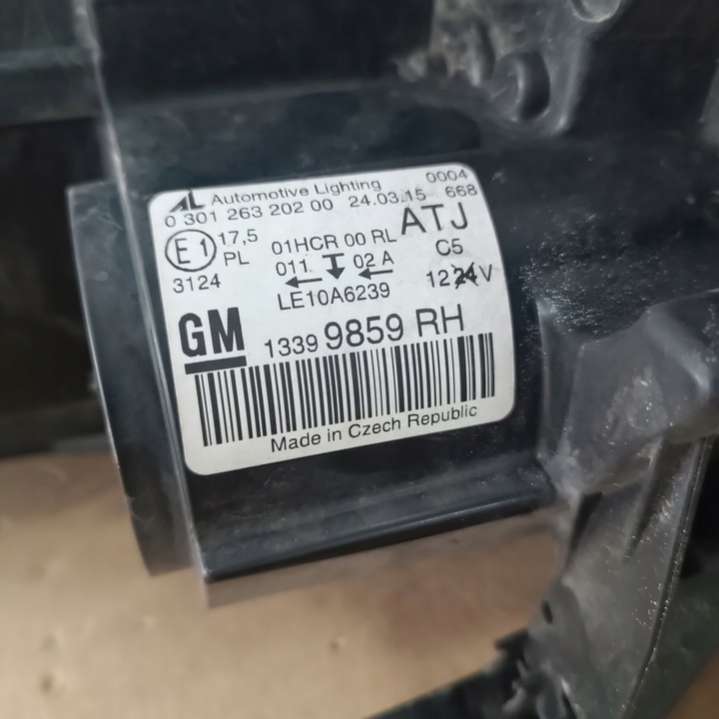 AL Automotive Lighting 0004
0 301 263 202 00 24.03.15 668
E1 17,5 01HCR 00 RL ATJ
PL 011 02 A C5
3124 LE10A6239 12 24 V
GM 1339 9859 RH
Made in Czech Republic